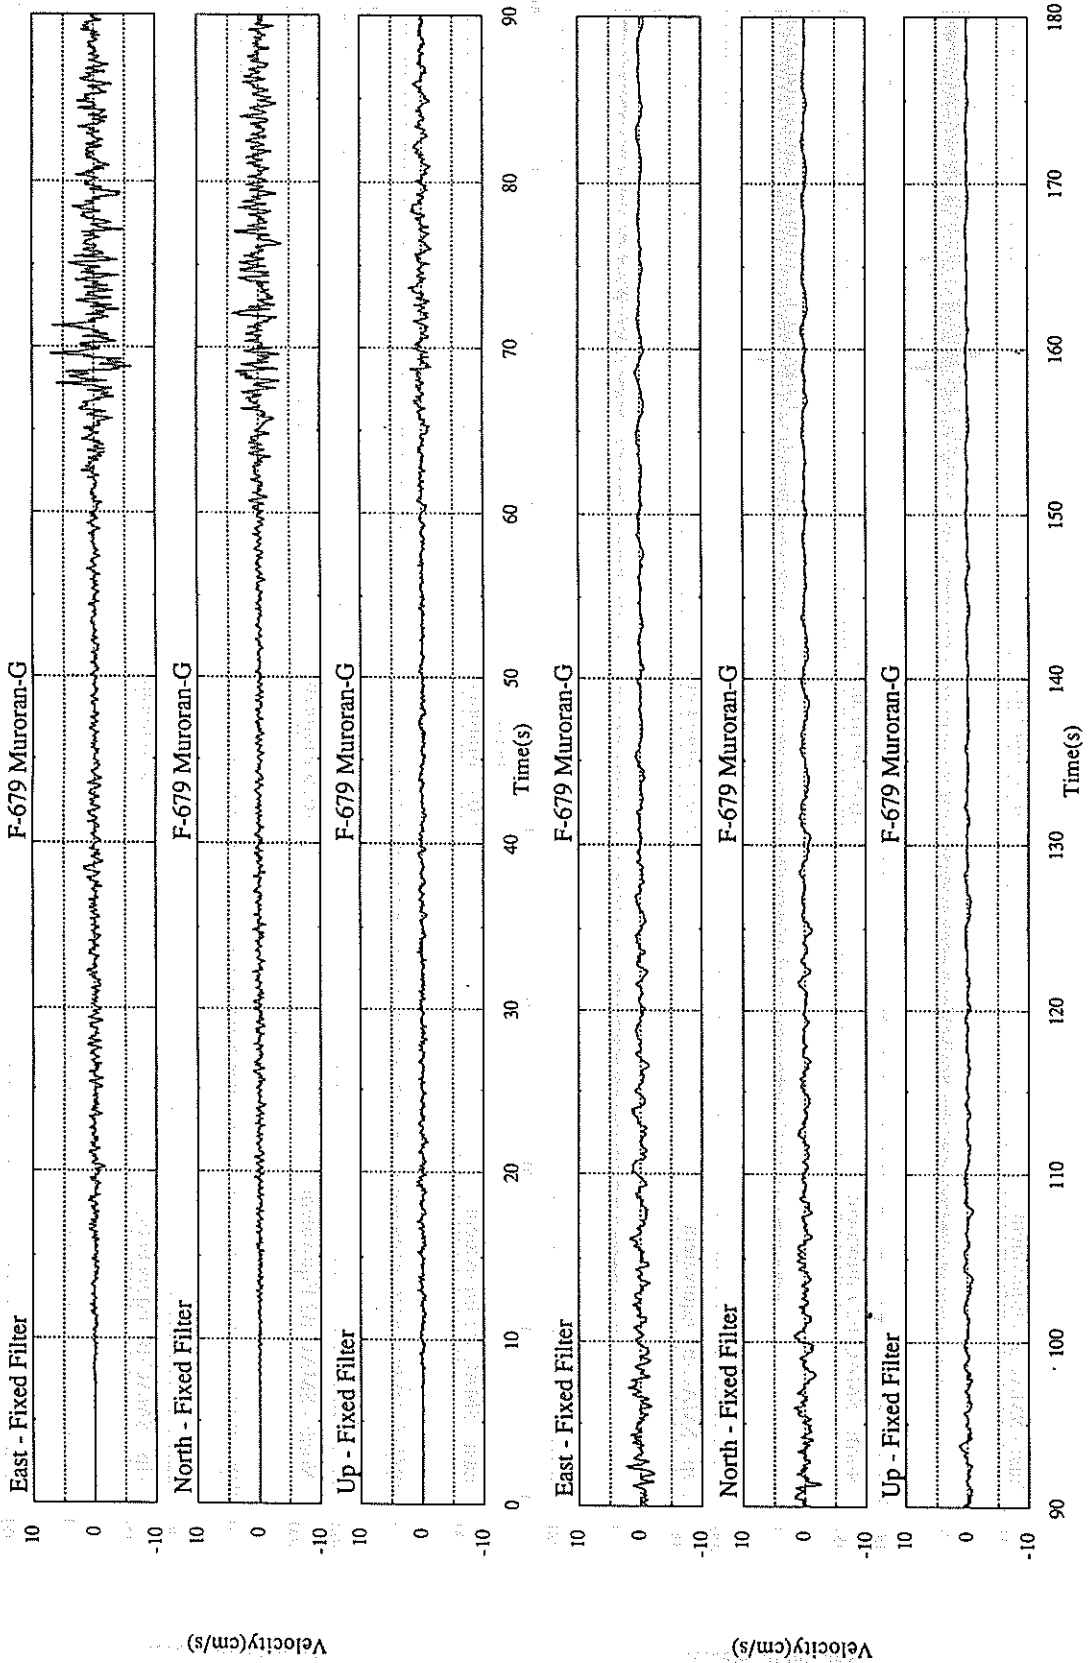 East - Fixed Filter F-679 Muroran-G
10
0
-10
North - Fixed Filter F-679 Muroran-G
10
0
-10
Up - Fixed Filter F-679 Muroran-G
10
0
-10
0 10 20 30 40 50 60 70 80 90
Time(s)
Velocity(cm/s)
East - Fixed Filter F-679 Muroran-G
10
0
-10
North - Fixed Filter F-679 Muroran-G
10
0
-10
Up - Fixed Filter F-679 Muroran-G
10
0
-10
90 100 110 120 130 140 150 160 170 180
Time(s)
Velocity(cm/s)